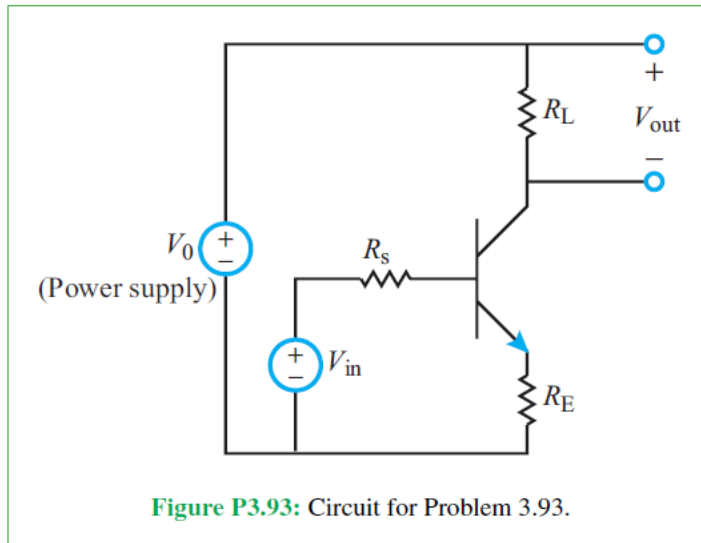 +
R_L
V_out
−
V_0
+
−
(Power supply)
R_s
+
−
V_in
R_E
Figure P3.93: Circuit for Problem 3.93.